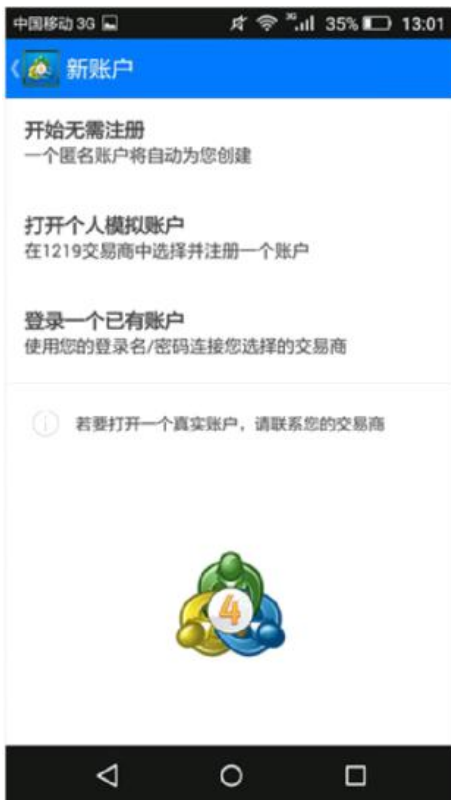 中国移动 3G 3G 35% 13:01
新账户
开始无需注册
一个匿名账户将自动为您创建
打开个人模拟账户
在1219交易商中选择并注册一个账户
登录一个已有账户
使用您的登录名/密码连接您选择的交易商
若要打开一个真实账户，请联系您的交易商
4